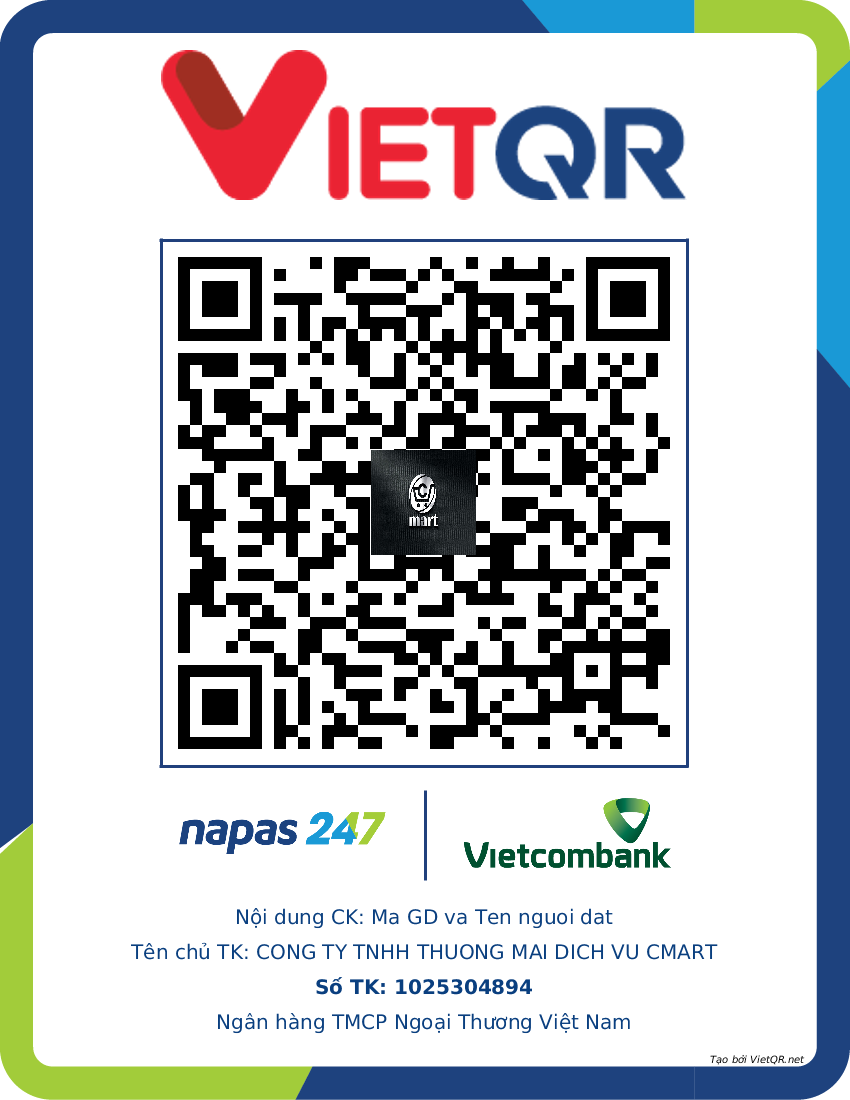 VIETQR
mart
napas 247
Vietcombank
Nội dung CK: Ma GD va Ten nguoi dat
Tên chủ TK: CONG TY TNHH THUONG MAI DICH VU CMART
Số TK: 1025304894
Ngân hàng TMCP Ngoại Thương Việt Nam
Tạo bởi VietQR.net